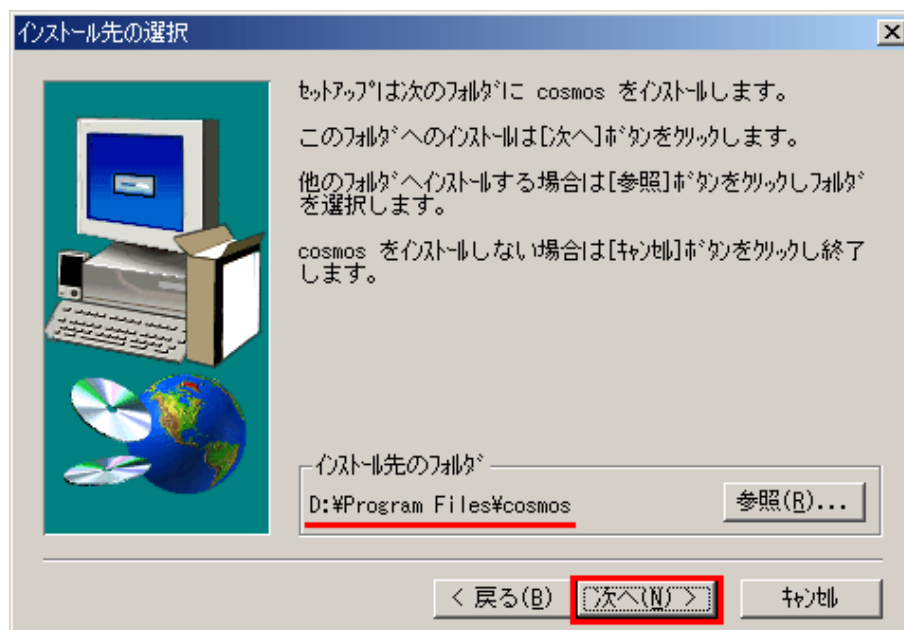 インストール先の選択
ｾｯﾄｱｯﾌﾟは次のﾌｫﾙﾀﾞに cosmos をｲﾝｽﾄｰﾙします。
このﾌｫﾙﾀﾞへのｲﾝｽﾄｰﾙは[次へ]ﾎﾞﾀﾝをｸﾘｯｸします。
他のﾌｫﾙﾀﾞへｲﾝｽﾄｰﾙする場合は[参照]ﾎﾞﾀﾝをｸﾘｯｸしﾌｫﾙﾀﾞ
を選択します。
cosmos をｲﾝｽﾄｰﾙしない場合は[ｷｬﾝｾﾙ]ﾎﾞﾀﾝをｸﾘｯｸし終了
します。
ｲﾝｽﾄｰﾙ先のﾌｫﾙﾀﾞ
D:¥Program Files¥cosmos
参照(R)...
< 戻る(B)
次へ(N) >
ｷｬﾝｾﾙ